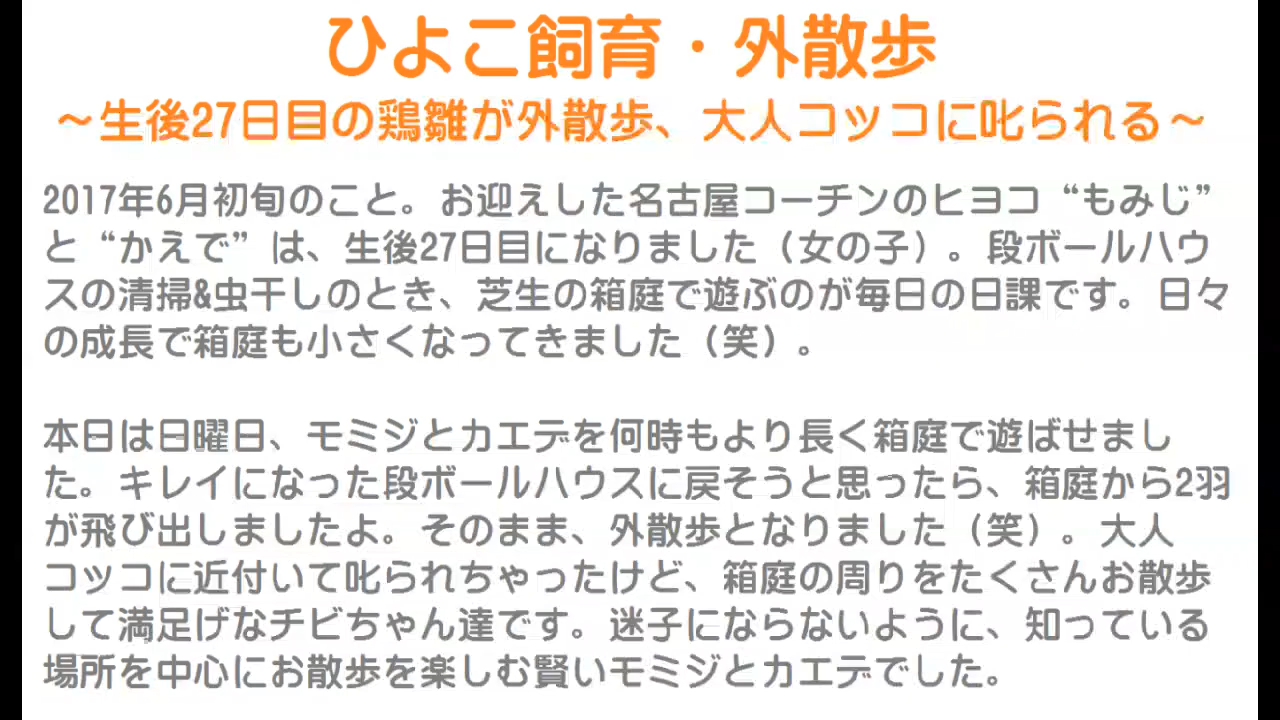 ひよこ飼育・外散歩
～生後27日目の鶏雛が外散歩、大人コッコに叱られる～
2017年6月初旬のこと。お迎えした名古屋コーチンのヒヨコ“もみじ”
と“かえで”は、生後27日目になりました（女の子）。段ボールハウ
スの清掃&虫干しのとき、芝生の箱庭で遊ぶのが毎日の日課です。日々
の成長で箱庭も小さくなってきました（笑）。
本日は日曜日、モミジとカエデを何時もより長く箱庭で遊ばせまし
た。キレイになった段ボールハウスに戻そうと思ったら、箱庭から2羽
が飛び出しましたよ。そのまま、外散歩となりました（笑）。大人
コッコに近付いて叱られちゃったけど、箱庭の周りをたくさんお散歩
して満足げなチビちゃん達です。迷子にならないように、知っている
場所を中心にお散歩を楽しむ賢いモミジとカエデでした。